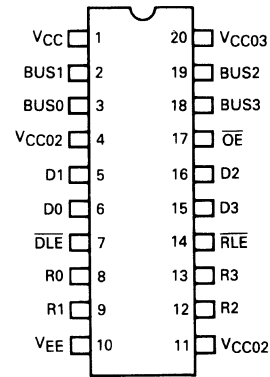 VCC 1 20 VCC03
BUS1 2 19 BUS2
BUS0 3 18 BUS3
VCC02 4 17 OE
D1 5 16 D2
D0 6 15 D3
DLE 7 14 RLE
R0 8 13 R3
R1 9 12 R2
VEE 10 11 VCC02